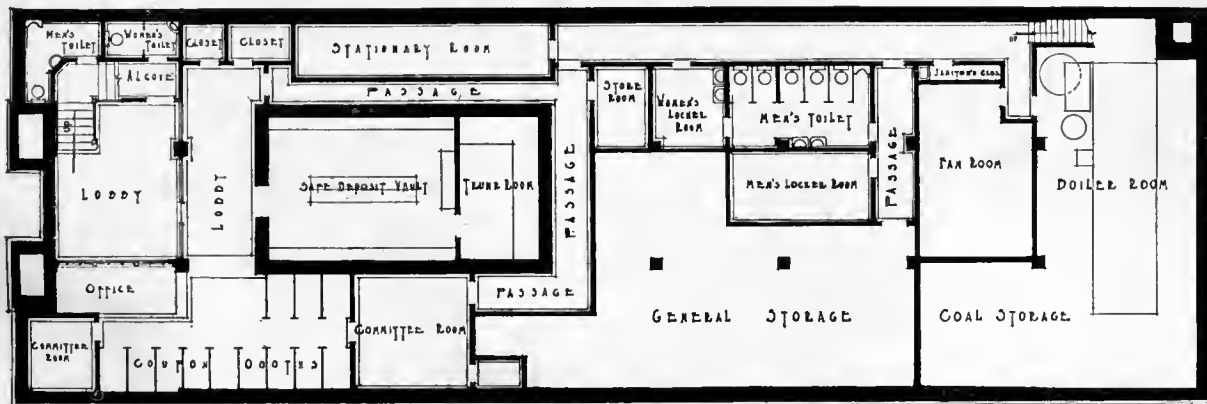 MEN'S
TOILET
WOMEN'S
TOILET
CLOSET
CLOSET
STATIONARY ROOM
UP
ALCOVE
PASSAGE
STORE
ROOM
WOMEN'S
LOCKER
ROOM
MEN'S TOILET
JANITOR'S CLOS.
LOBBY
LOBBY
SAFE DEPOSIT VAULT
TRUNK ROOM
PASSAGE
MEN'S LOCKER ROOM
PASSAGE
FAN ROOM
BOILER ROOM
OFFICE
PASSAGE
COMMITTEE
ROOM
COUPON BOOTHS
COMMITTEE ROOM
GENERAL STORAGE
COAL STORAGE